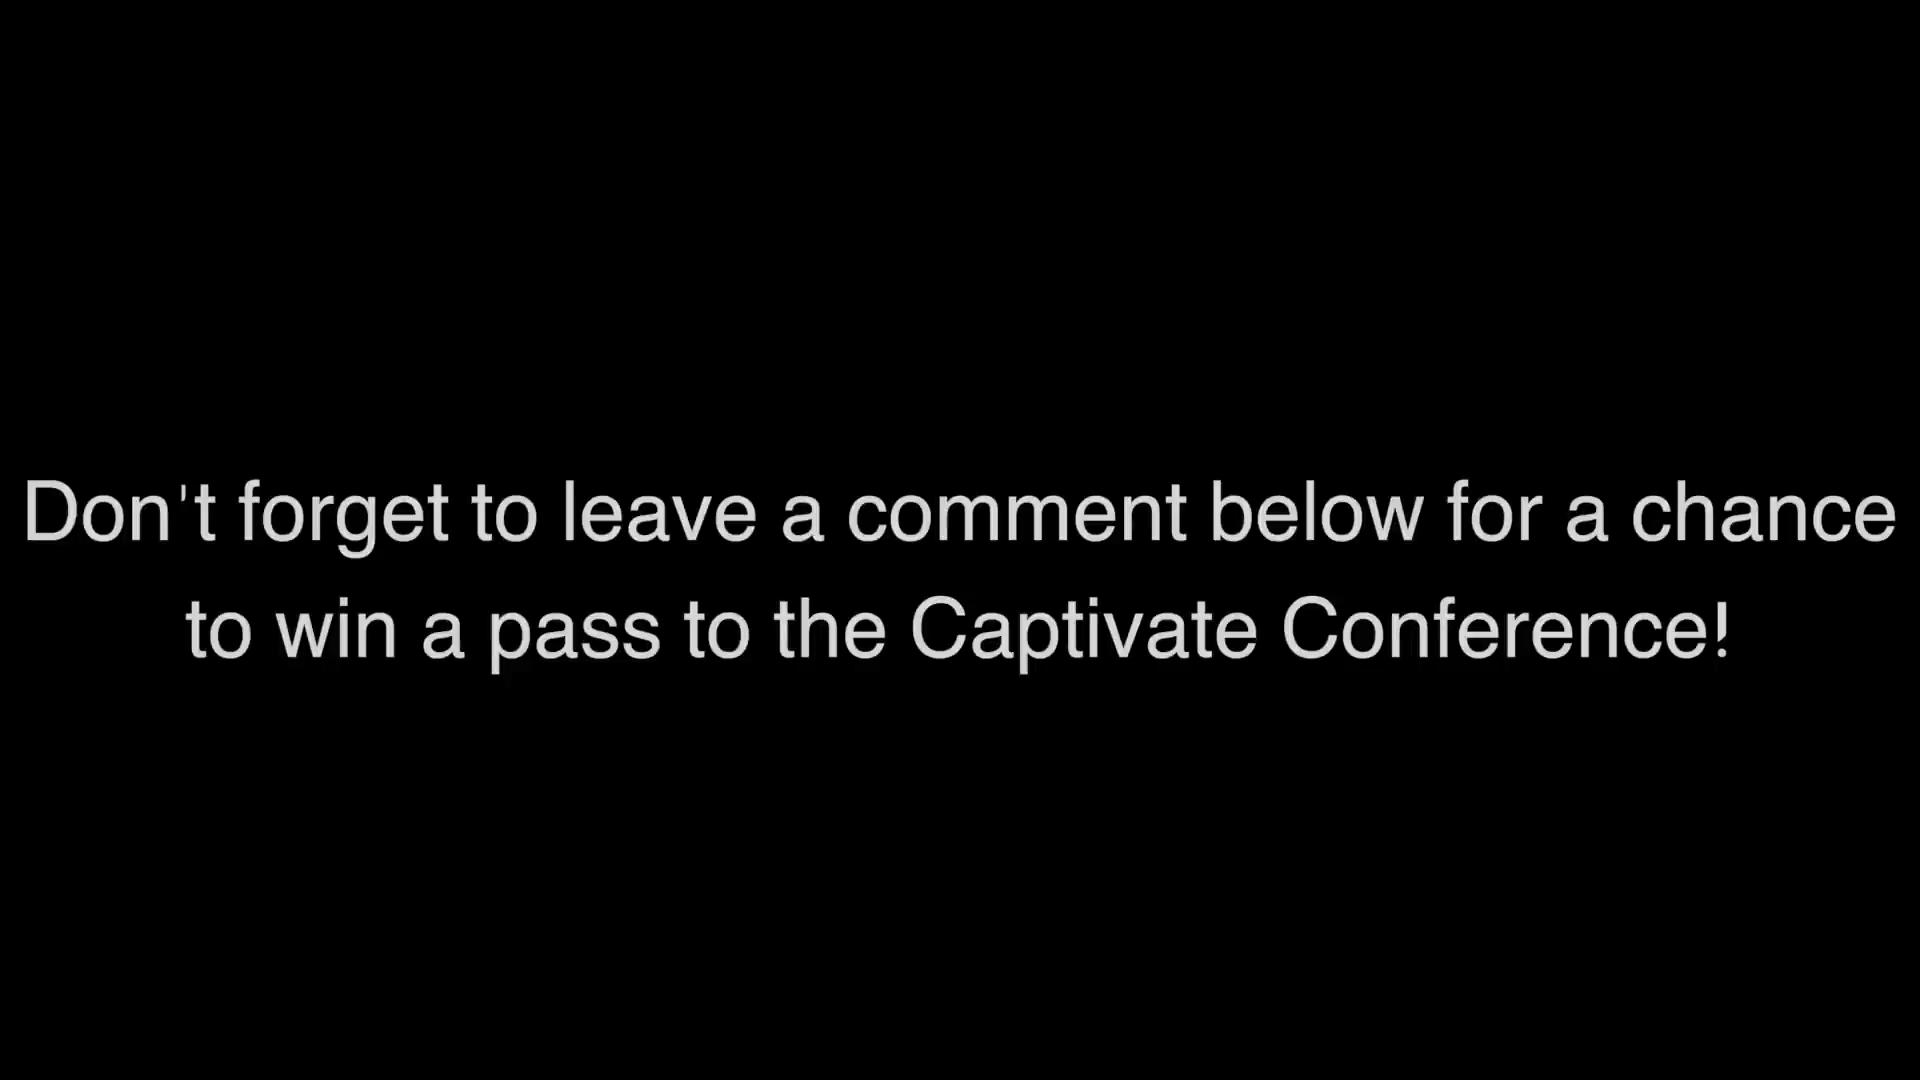 Don't forget to leave a comment below for a chance
to win a pass to the Captivate Conference!